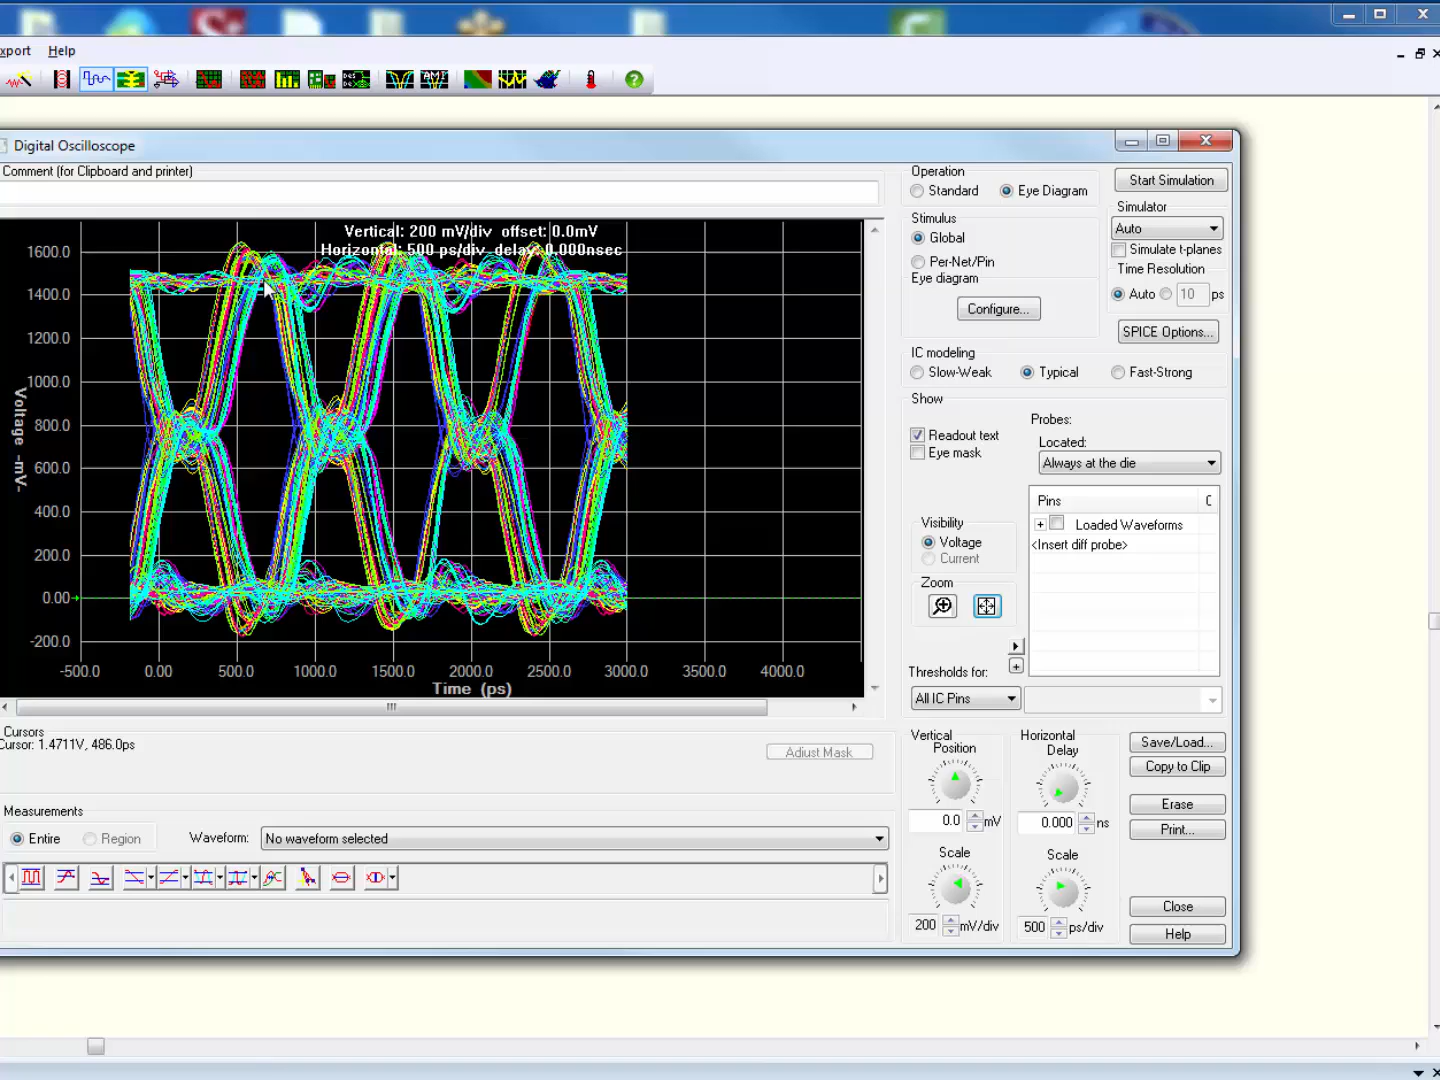 xport Help
AMI
Digital Oscilloscope
Comment (for Clipboard and printer)
Vertical: 200 mV/div offset: 0.0mV
Horizontal: 500 ps/div delay: 0.000nsec
1600.0
1400.0
1200.0
1000.0
800.0
600.0
400.0
200.0
0.00
-200.0
Voltage -mV-
-500.0 0.00 500.0 1000.0 1500.0 2000.0 2500.0 3000.0 3500.0 4000.0
Time (ps)
Cursors
Cursor: 1.4711V, 486.0ps
Adjust Mask
Measurements
Entire Region Waveform: No waveform selected
Operation
Standard Eye Diagram
Stimulus
Global
Per-Net/Pin
Eye diagram
Configure...
Start Simulation
Simulator
Auto
Simulate t-planes
Time Resolution
Auto 10 ps
SPICE Options...
IC modeling
Slow-Weak Typical Fast-Strong
Show
Readout text
Eye mask
Probes:
Located:
Always at the die
Pins C
Loaded Waveforms
<Insert diff probe>
Visibility
Voltage
Current
Zoom
Thresholds for:
All IC Pins
Vertical
Position
0.0 mV
Scale
200 mV/div
Horizontal
Delay
0.000 ns
Scale
500 ps/div
Save/Load...
Copy to Clip
Erase
Print...
Close
Help